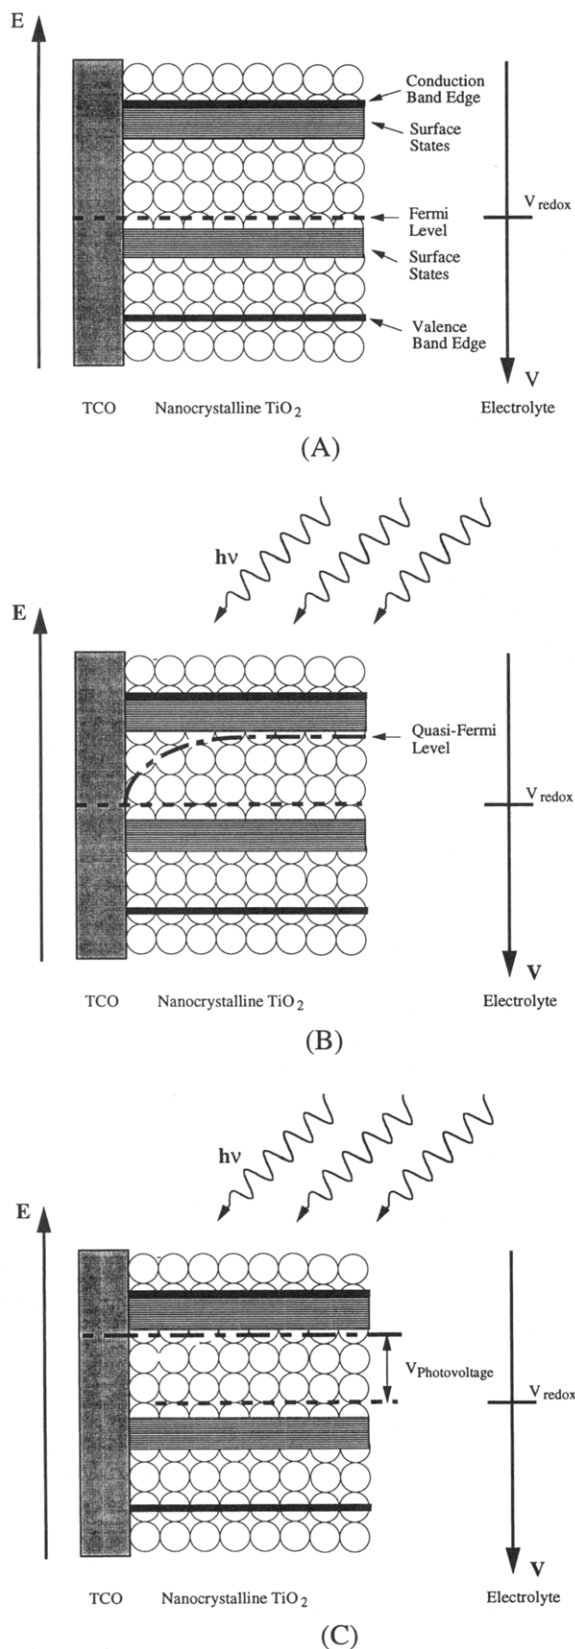 E
Conduction
Band Edge
Surface
States
Fermi
Level
V redox
Surface
States
Valence
Band Edge
V
TCO Nanocrystalline TiO2 Electrolyte
(A)
hν
E
Quasi-Fermi
Level
V redox
V
TCO Nanocrystalline TiO2 Electrolyte
(B)
hν
E
V Photovoltage
V redox
V
TCO Nanocrystalline TiO2 Electrolyte
(C)